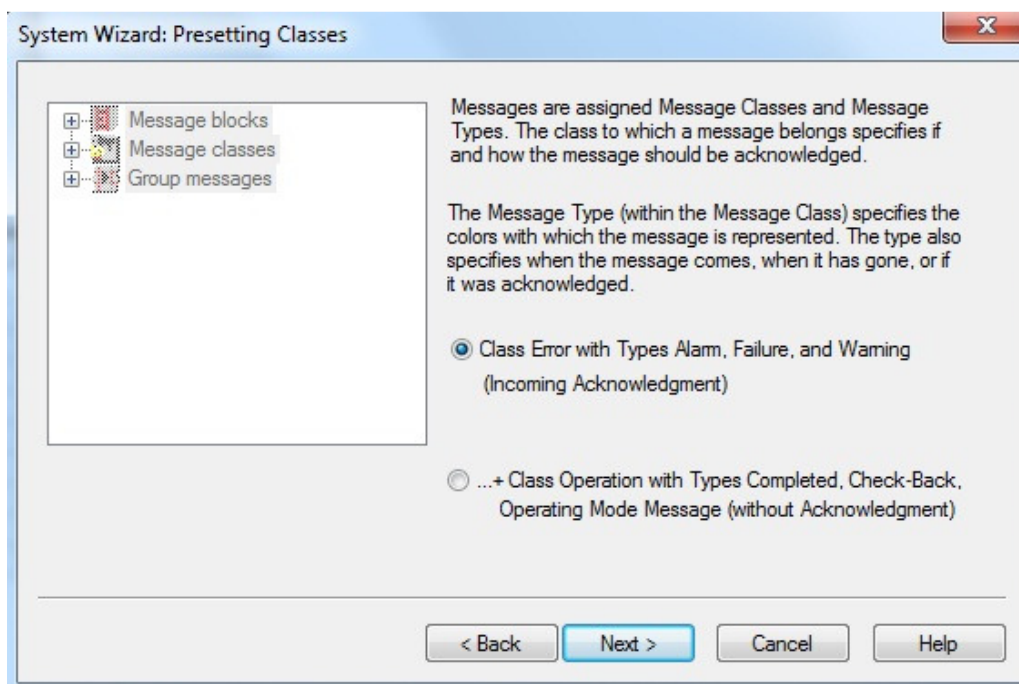 System Wizard: Presetting Classes
Message blocks
Message classes
Group messages
Messages are assigned Message Classes and Message
Types. The class to which a message belongs specifies if
and how the message should be acknowledged.
The Message Type (within the Message Class) specifies the
colors with which the message is represented. The type also
specifies when the message comes, when it has gone, or if
it was acknowledged.
Class Error with Types Alarm, Failure, and Warning
(Incoming Acknowledgment)
...+ Class Operation with Types Completed, Check-Back,
Operating Mode Message (without Acknowledgment)
< Back
Next >
Cancel
Help